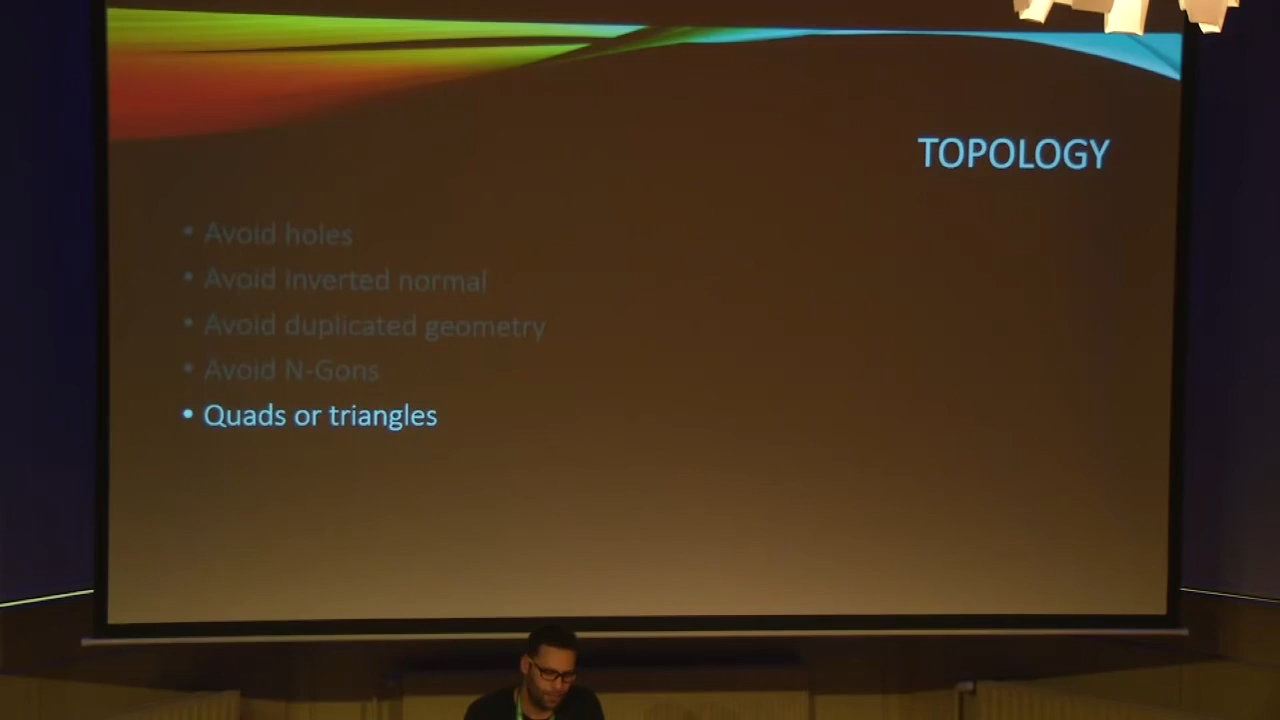 TOPOLOGY
• Avoid holes
• Avoid inverted normal
• Avoid duplicated geometry
• Avoid N-Gons
• Quads or triangles